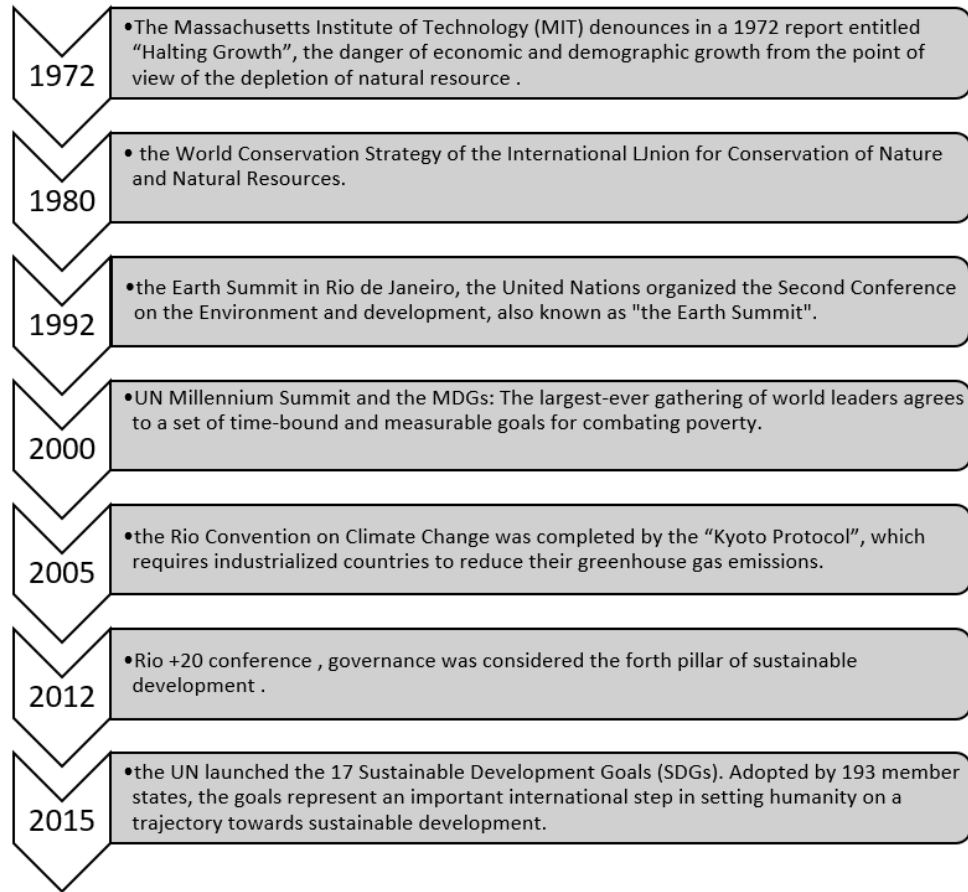 1972
•The Massachusetts Institute of Technology (MIT) denounces in a 1972 report entitled
“Halting Growth”, the danger of economic and demographic growth from the point of
view of the depletion of natural resource .
1980
• the World Conservation Strategy of the International LJnion for Conservation of Nature
and Natural Resources.
1992
•the Earth Summit in Rio de Janeiro, the United Nations organized the Second Conference
on the Environment and development, also known as "the Earth Summit".
2000
•UN Millennium Summit and the MDGs: The largest-ever gathering of world leaders agrees
to a set of time-bound and measurable goals for combating poverty.
2005
•the Rio Convention on Climate Change was completed by the “Kyoto Protocol”, which
requires industrialized countries to reduce their greenhouse gas emissions.
2012
•Rio +20 conference , governance was considered the forth pillar of sustainable
development .
2015
•the UN launched the 17 Sustainable Development Goals (SDGs). Adopted by 193 member
states, the goals represent an important international step in setting humanity on a
trajectory towards sustainable development.